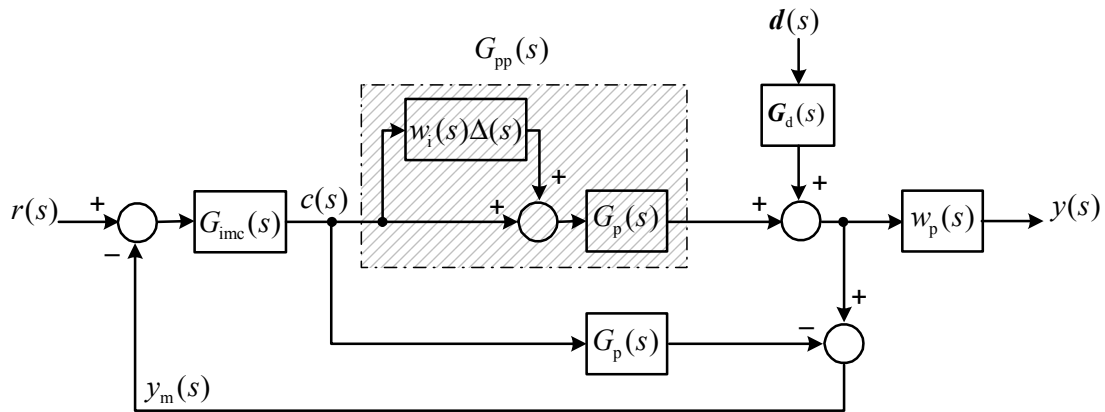 d(s)
G_pp(s)
G_d(s)
w_i(s)Δ(s)
+
+
r(s)
+
G_imc(s)
c(s)
+
G_p(s)
+
w_p(s)
y(s)
−
+
G_p(s)
−
y_m(s)